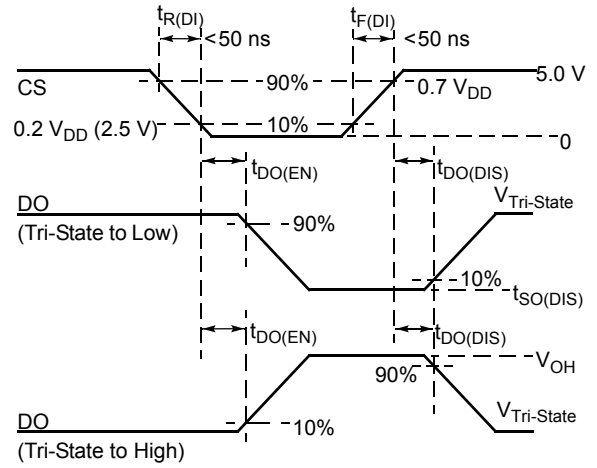 tR(DI) <50 ns tF(DI) <50 ns
CS 90% 0.7 VDD 5.0 V
0.2 VDD (2.5 V) 10% 0
tDO(EN) tDO(DIS)
DO 90% VTri-State
(Tri-State to Low) 10%
tSO(DIS)
tDO(EN) tDO(DIS)
90% VOH
DO 10% VTri-State
(Tri-State to High)